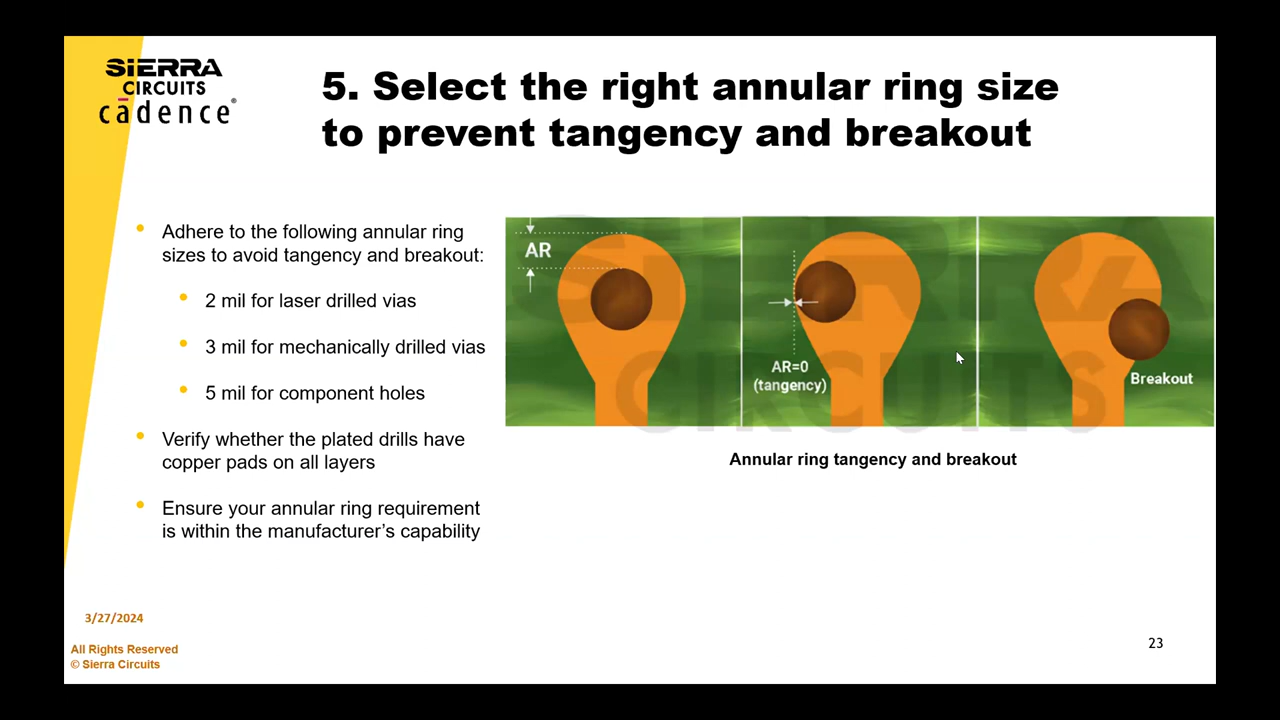 SIERRA
CIRCUITS
cādence®
5. Select the right annular ring size
to prevent tangency and breakout
• Adhere to the following annular ring
sizes to avoid tangency and breakout:
• 2 mil for laser drilled vias
• 3 mil for mechanically drilled vias
• 5 mil for component holes
• Verify whether the plated drills have
copper pads on all layers
• Ensure your annular ring requirement
is within the manufacturer’s capability
AR
AR=0
(tangency)
Breakout
SIERRA
CIRCUITS
Annular ring tangency and breakout
3/27/2024
All Rights Reserved
© Sierra Circuits
23